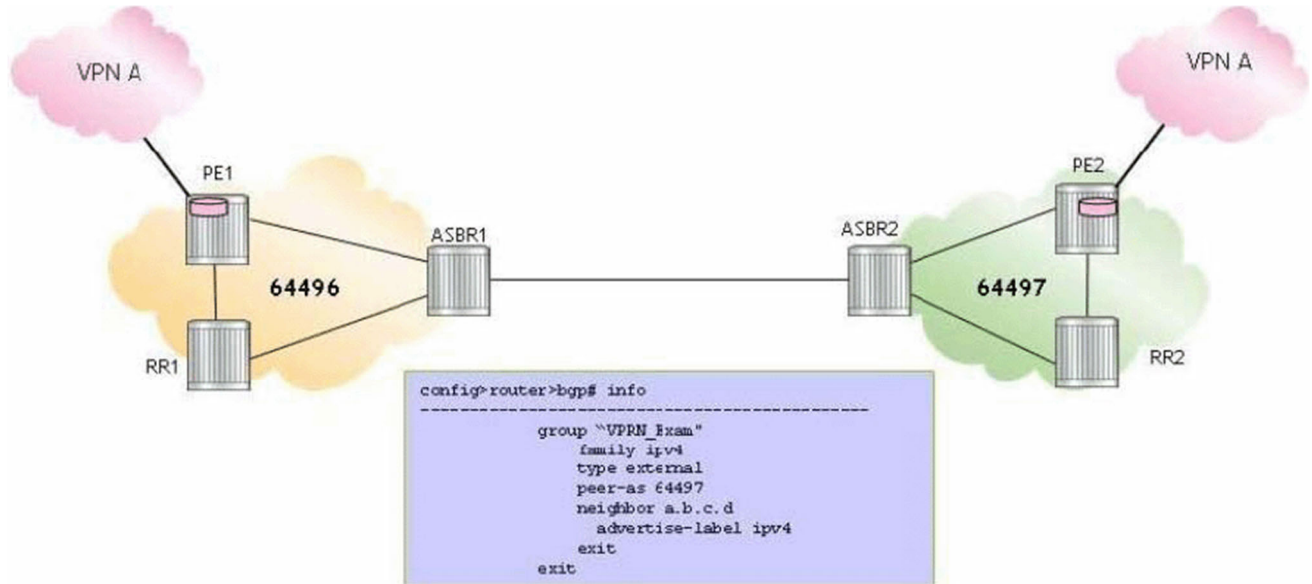 VPN A
VPN A
PE1
PE2
ASBR1
ASBR2
64496
64497
RR1
RR2
config>router>bgp# info
-----------------------------------------------
group "VPRN_Exam"
family ipv4
type external
peer-as 64497
neighbor a.b.c.d
advertise-label ipv4
exit
exit